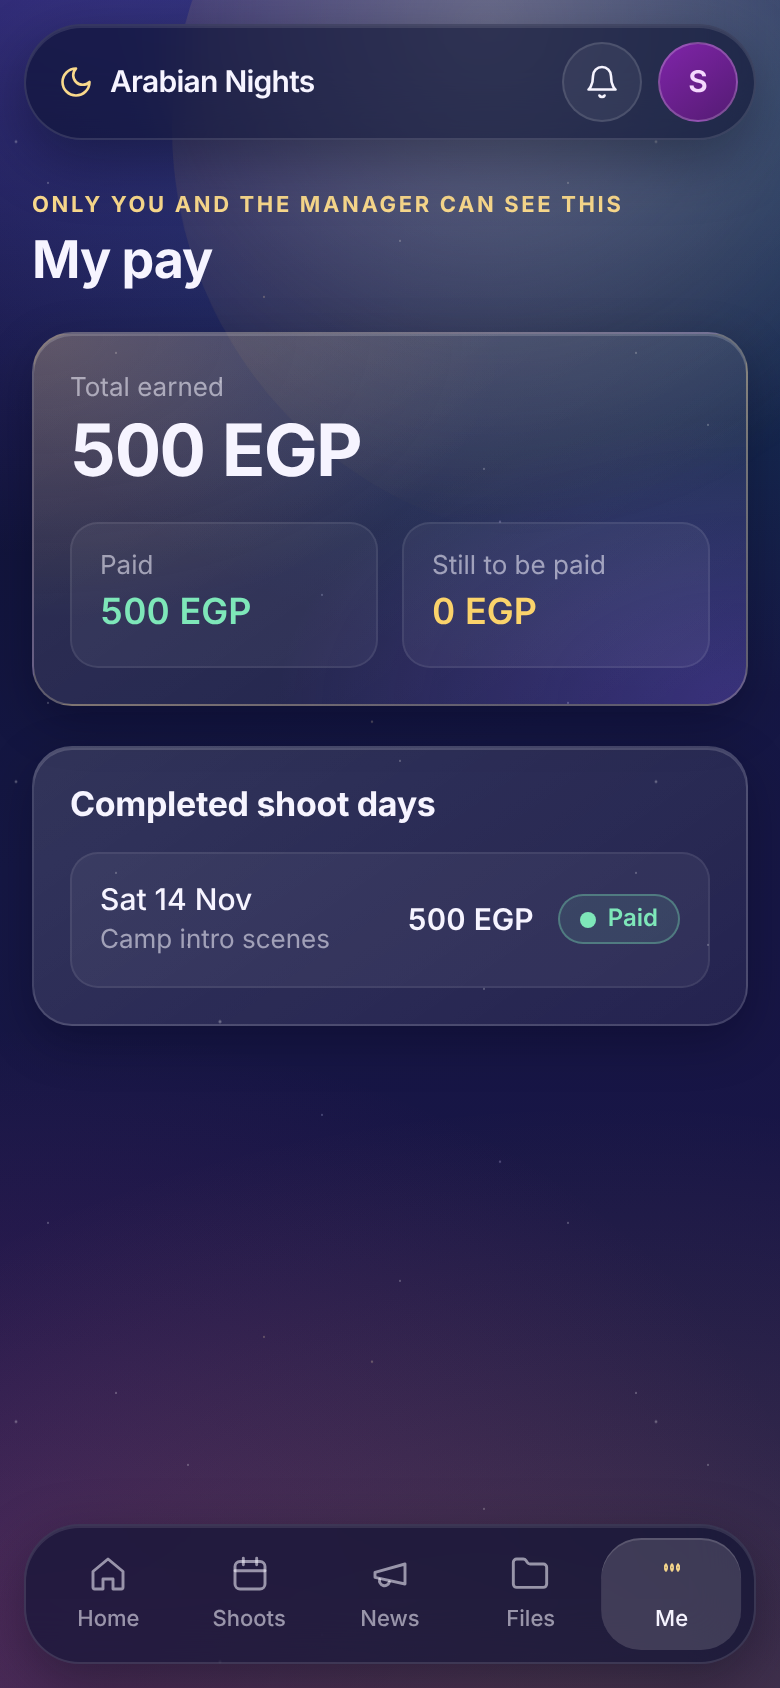 Arabian Nights
S
ONLY YOU AND THE MANAGER CAN SEE THIS
My pay
Total earned
500 EGP
Paid
500 EGP
Still to be paid
0 EGP
Completed shoot days
Sat 14 Nov
Camp intro scenes
500 EGP
Paid
Home
Shoots
News
Files
Me